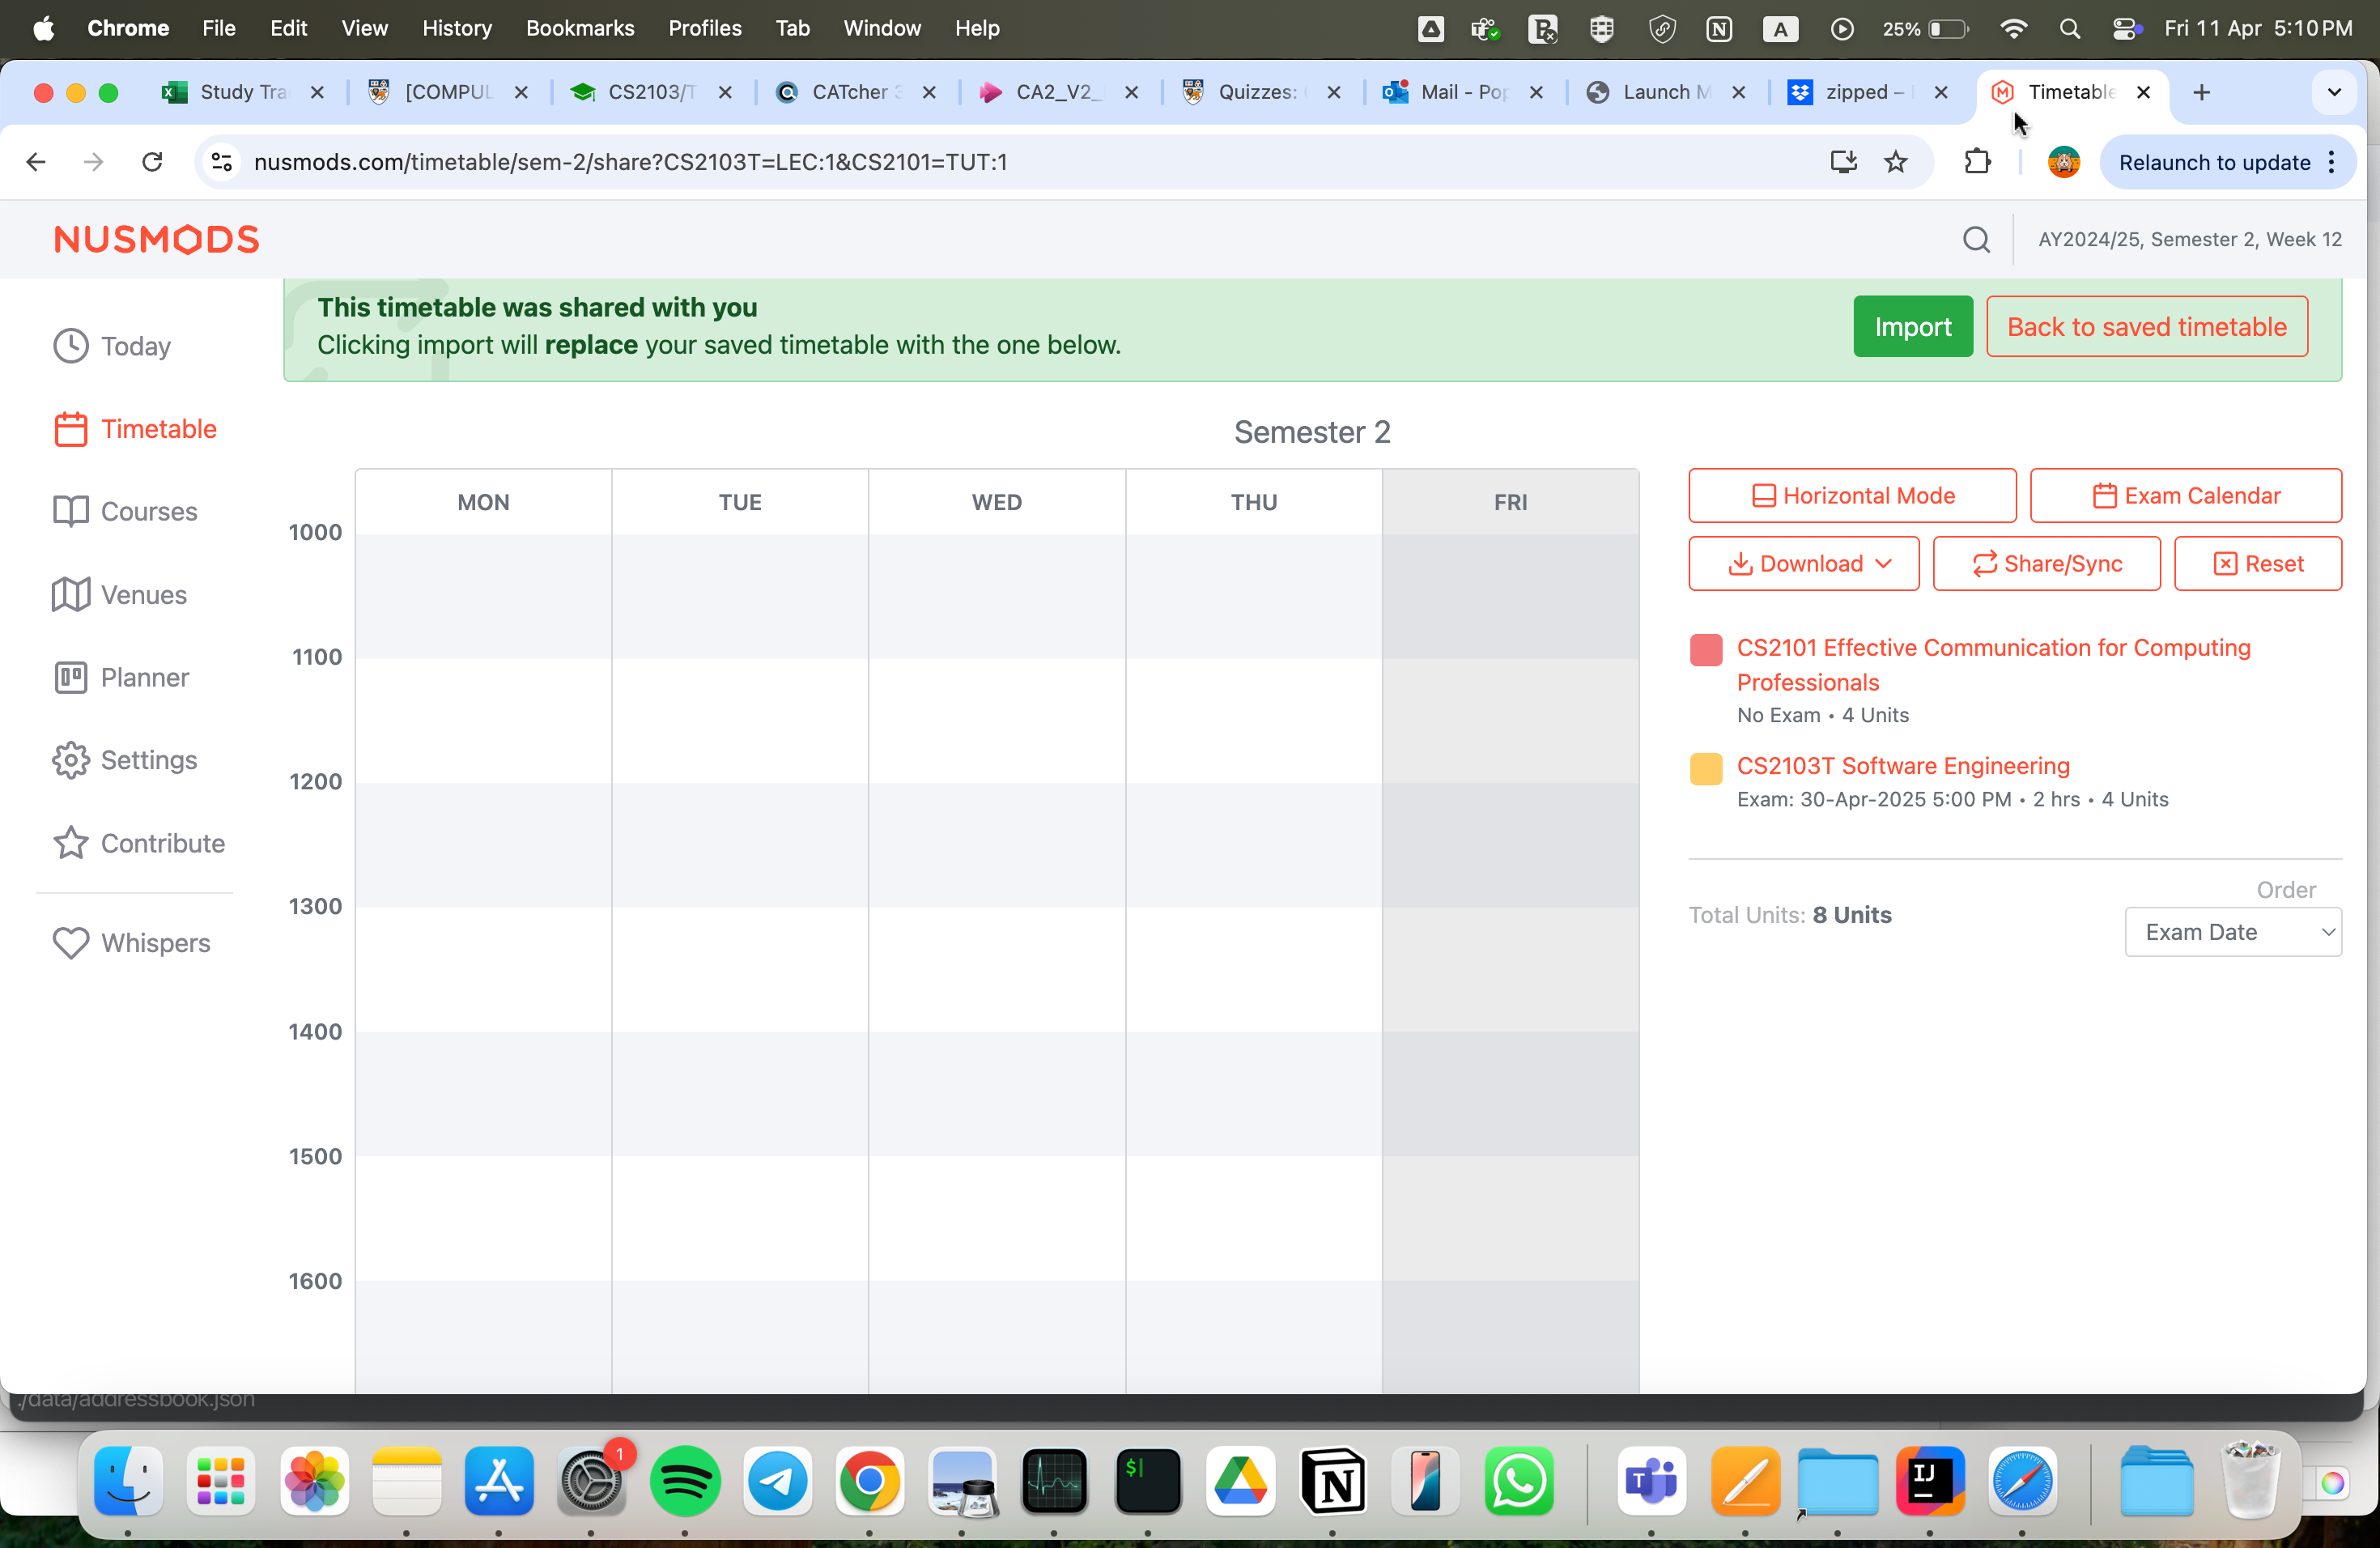 Chrome File Edit View History Bookmarks Profiles Tab Window Help 25% Fri 11 Apr 5:10 PM
Study Tra [COMPUL CS2103/T CATcher CA2_V2_ Quizzes: Mail - Pop Launch M zipped – Timetable
nusmods.com/timetable/sem-2/share?CS2103T=LEC:1&CS2101=TUT:1 Relaunch to update
NUSMODS AY2024/25, Semester 2, Week 12
Today
Timetable
Courses
Venues
Planner
Settings
Contribute
Whispers
This timetable was shared with you
Clicking import will replace your saved timetable with the one below.
Import Back to saved timetable
Semester 2
MON TUE WED THU FRI
1000
1100
1200
1300
1400
1500
1600
Horizontal Mode Exam Calendar
Download Share/Sync Reset
CS2101 Effective Communication for Computing
Professionals
No Exam • 4 Units
CS2103T Software Engineering
Exam: 30-Apr-2025 5:00 PM • 2 hrs • 4 Units
Order
Total Units: 8 Units
Exam Date
./data/addressbook.json
1